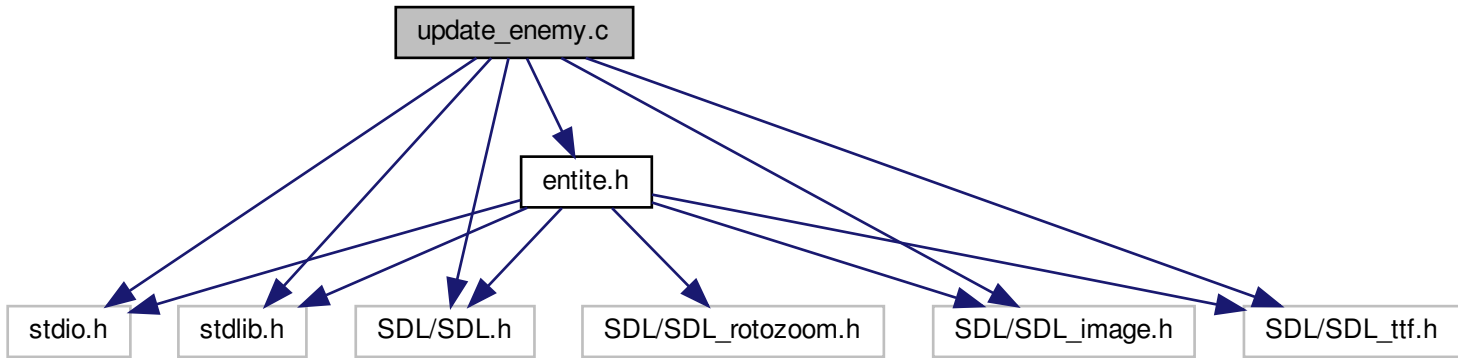 update_enemy.c
entite.h
stdio.h
stdlib.h
SDL/SDL.h
SDL/SDL_rotozoom.h
SDL/SDL_image.h
SDL/SDL_ttf.h